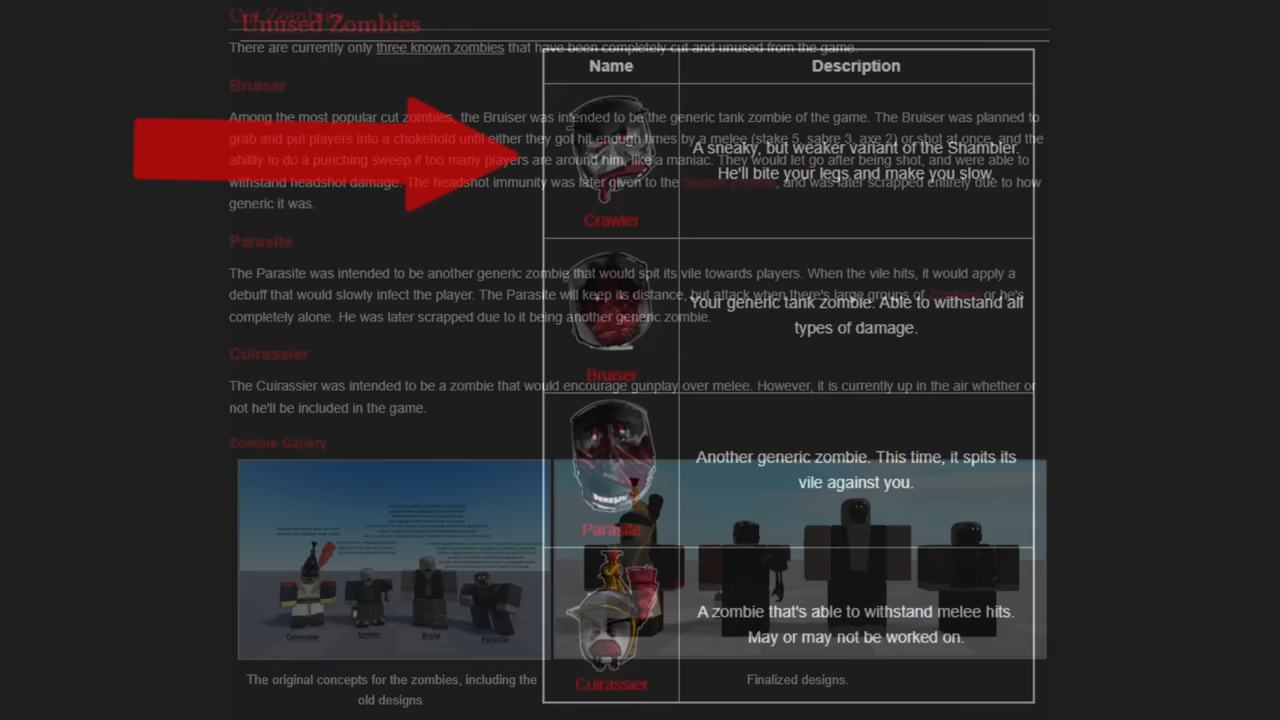 Cut Zombies
Unused Zombies
There are currently only three known zombies that have been completely cut and unused from the game.
Bruiser
Among the most popular cut zombies, the Bruiser was intended to be the generic tank zombie of the game. The Bruiser was planned to
grab and put players into a chokehold until either they got hit enough times by a melee (stake 5, sabre 3, axe 2) or shot at once, and the
ability to do a punching sweep if too many players are around him, like a maniac. They would let go after being shot, and were able to
withstand headshot damage. The headshot immunity was later given to the Sapper Zombie, and was later scrapped entirely due to how
generic it was.
Parasite
The Parasite was intended to be another generic zombie that would spit its vile towards players. When the vile hits, it would apply a
debuff that would slowly infect the player. The Parasite will keep its distance, but attack when there's large groups of Zombies or he's
completely alone. He was later scrapped due to it being another generic zombie.
Cuirassier
The Cuirassier was intended to be a zombie that would encourage gunplay over melee. However, it is currently up in the air whether or
not he'll be included in the game.
Zombie Gallery
Cuirassier
Igniter
Brute
Parasite
The original concepts for the zombies, including the
old designs.
Finalized designs.
Name
Description
Crawler
A sneaky, but weaker variant of the Shambler.
He'll bite your legs and make you slow.
Bruiser
Your generic tank zombie. Able to withstand all
types of damage.
Parasite
Another generic zombie. This time, it spits its
vile against you.
Cuirassier
A zombie that's able to withstand melee hits.
May or may not be worked on.